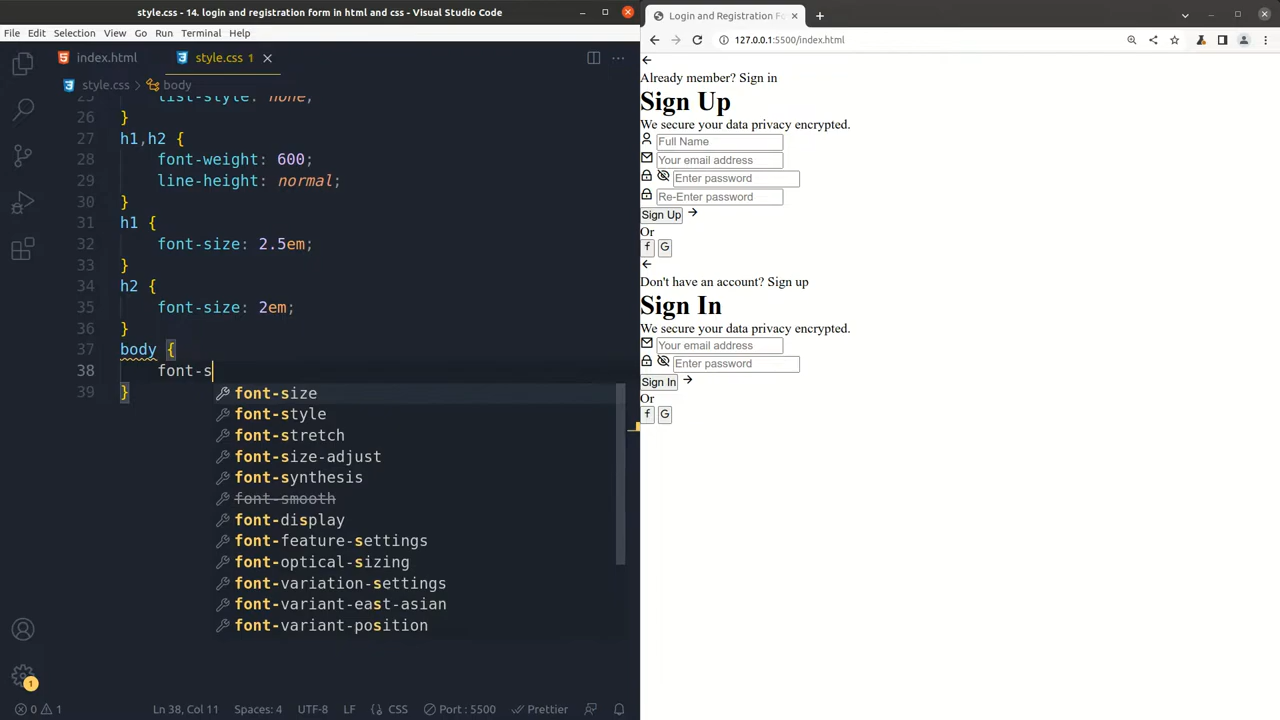 style.css - 14. login and registration form in html and css - Visual Studio Code
File Edit Selection View Go Run Terminal Help
index.html
style.css 1
style.css > body
25 list-style: none;
26 }
27 h1,h2 {
28 font-weight: 600;
29 line-height: normal;
30 }
31 h1 {
32 font-size: 2.5em;
33 }
34 h2 {
35 font-size: 2em;
36 }
37 body {
38 font-s
39 }
font-size
font-style
font-stretch
font-size-adjust
font-synthesis
font-smooth
font-display
font-feature-settings
font-optical-sizing
font-variation-settings
font-variant-east-asian
font-variant-position
1
0 1 Ln 38, Col 11 Spaces: 4 UTF-8 LF {} CSS Port : 5500 Prettier
Login and Registration Fo
127.0.0.1:5500/index.html
Already member? Sign in
Sign Up
We secure your data privacy encrypted.
Full Name
Your email address
Enter password
Re-Enter password
Sign Up
Or
f G
Don't have an account? Sign up
Sign In
We secure your data privacy encrypted.
Your email address
Enter password
Sign In
Or
f G